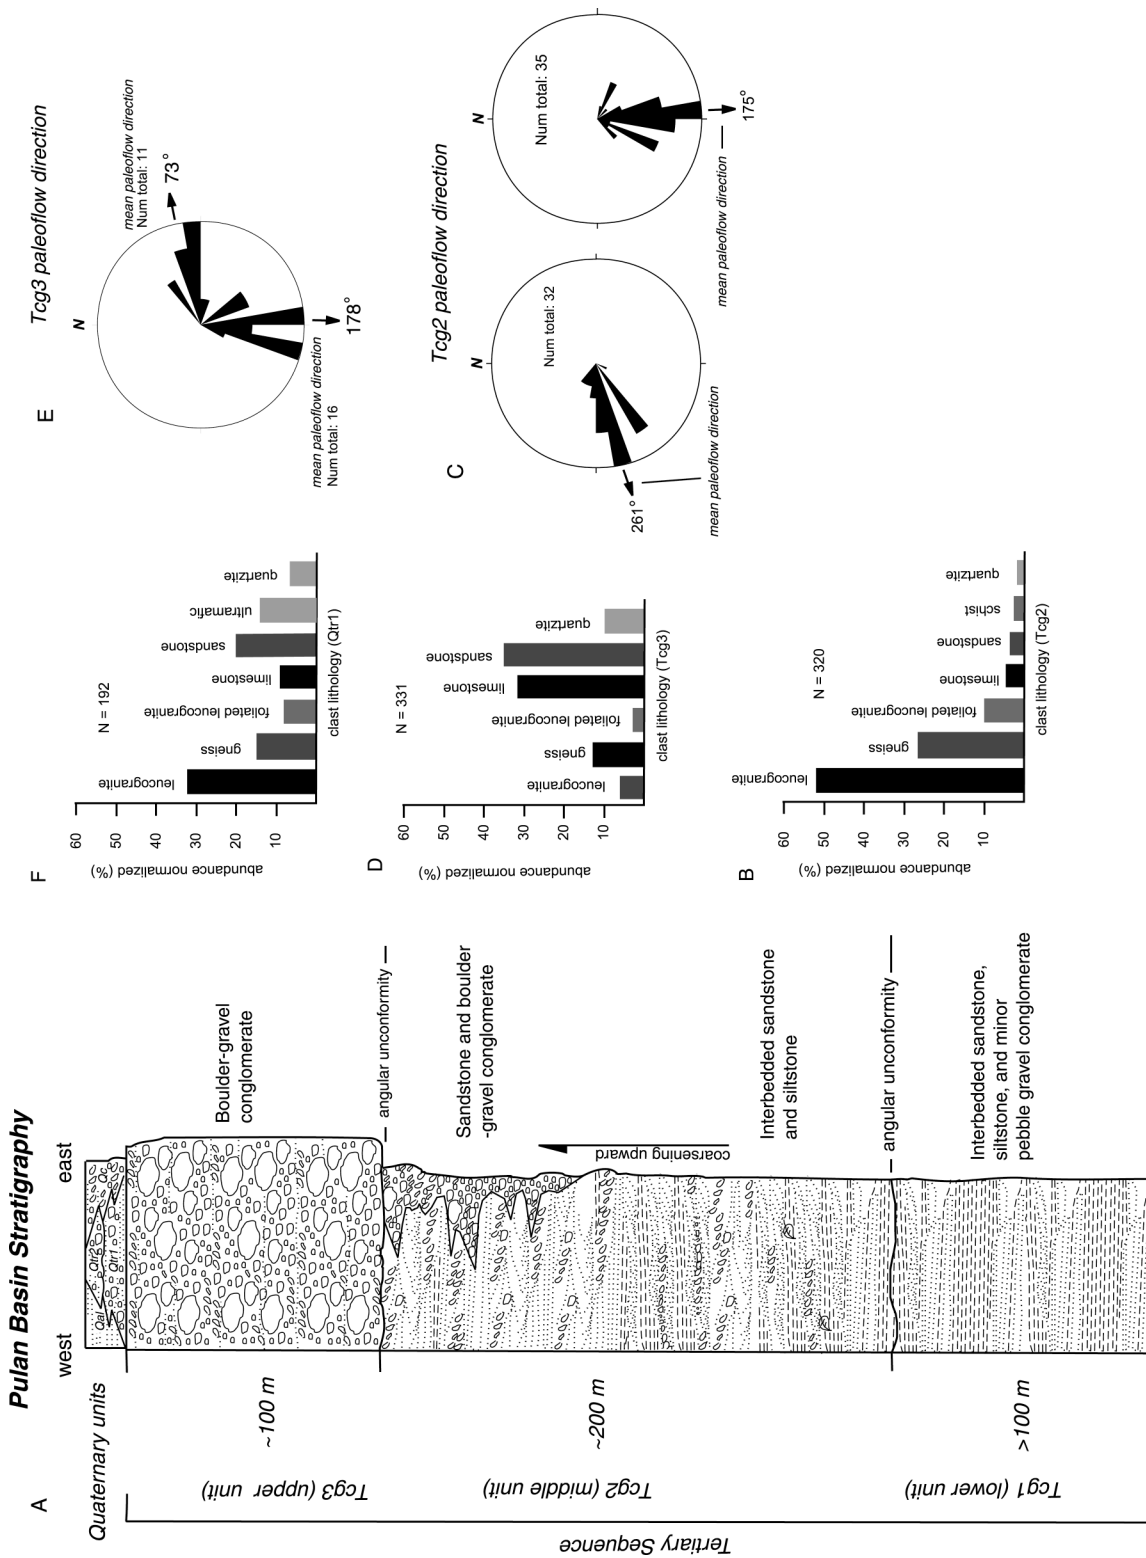 Pulan Basin Stratigraphy
A
west
east
Quaternary units
Qal
Qtr2
Qtr1
Qc
Tertiary Sequence
Tcg3 (upper unit)
~100 m
Boulder-gravel
conglomerate
angular unconformity
Tcg2 (middle unit)
~200 m
Sandstone and boulder
-gravel conglomerate
coarsening upward
Interbedded sandstone
and siltstone
angular unconformity
Tcg1 (lower unit)
>100 m
Interbedded sandstone,
siltstone, and minor
pebble gravel conglomerate
F
abundance normalized (%)
60
50
40
30
20
10
N = 192
leucogranite
gneiss
foliated leucogranite
limestone
sandstone
ultramafic
quartzite
clast lithology (Qtr1)
D
abundance normalized (%)
60
50
40
30
20
10
N = 331
leucogranite
gneiss
foliated leucogranite
limestone
sandstone
quartzite
clast lithology (Tcg3)
B
abundance normalized (%)
60
50
40
30
20
10
N = 320
leucogranite
gneiss
foliated leucogranite
limestone
sandstone
schist
quartzite
clast lithology (Tcg2)
E
Tcg3 paleoflow direction
N
mean paleoflow direction
Num total: 11
73°
mean paleoflow direction
Num total: 16
178°
C
Tcg2 paleoflow direction
N
Num total: 32
261°
mean paleoflow direction
N
Num total: 35
mean paleoflow direction
175°